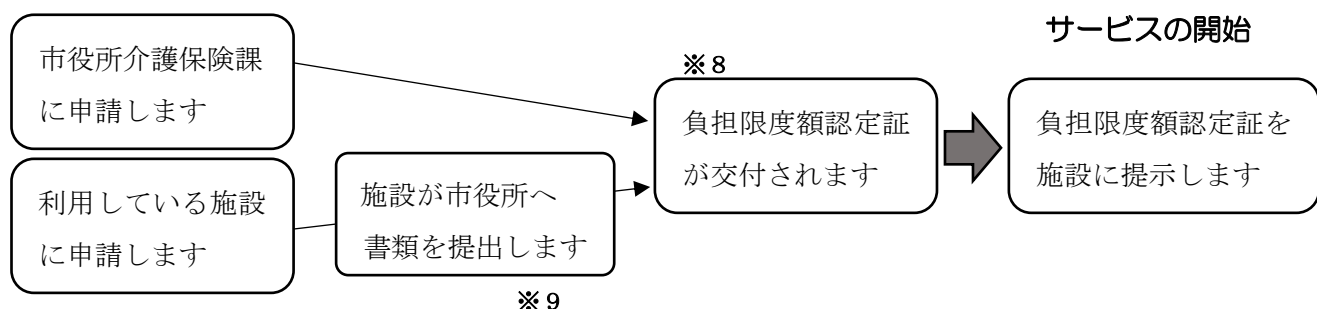 サービスの開始
市役所介護保険課
に申請します
※8
負担限度額認定証
が交付されます
負担限度額認定証を
施設に提示します
利用している施設
に申請します
施設が市役所へ
書類を提出します
※9